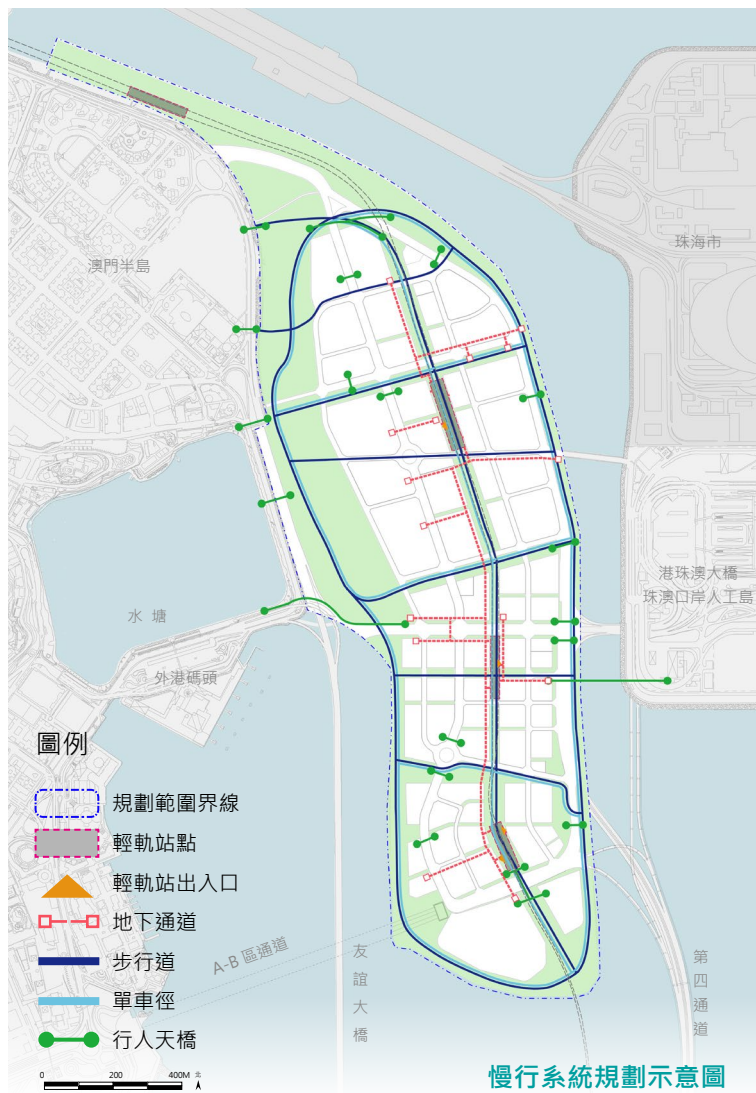 珠海市
澳門半島
港珠澳大橋
珠澳口岸人工島
水塘
外港碼頭
圖例
規劃範圍界線
輕軌站點
輕軌站出入口
地下通道
步行道
單車徑
行人天橋
A-B 區通道
友誼大橋
第四通道
0 200 400M 北
慢行系統規劃示意圖